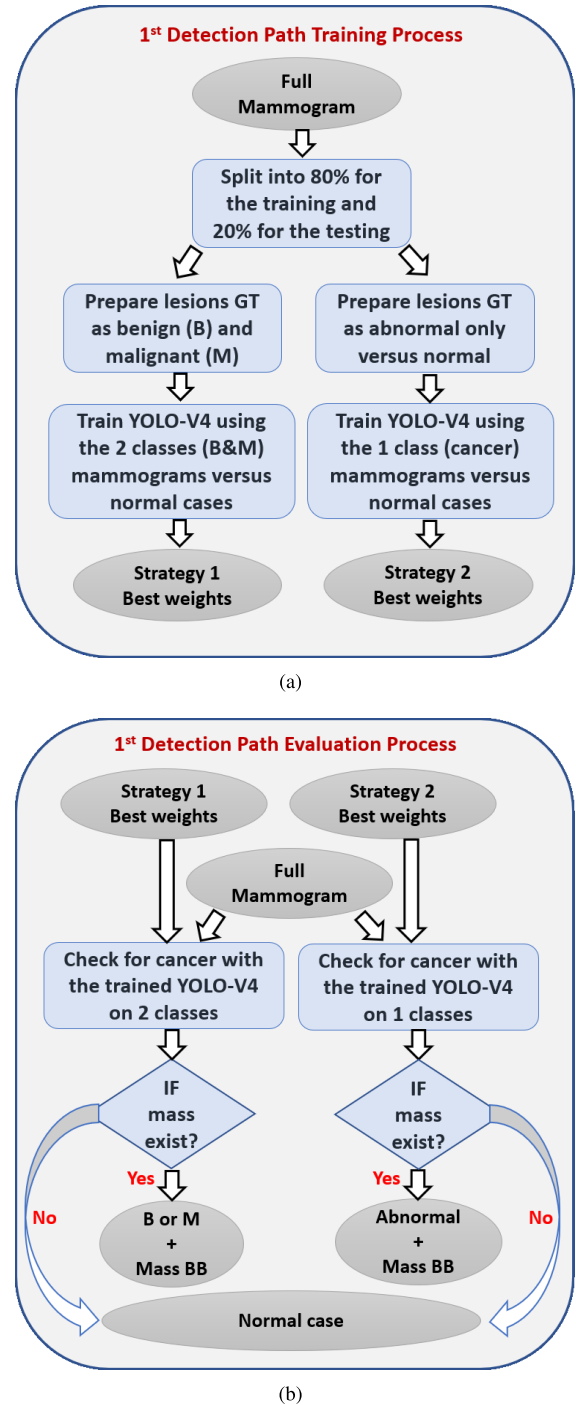 1st Detection Path Training Process
Full
Mammogram
Split into 80% for
the training and
20% for the testing
Prepare lesions GT
as benign (B) and
malignant (M)
Prepare lesions GT
as abnormal only
versus normal
Train YOLO-V4 using
the 2 classes (B&M)
mammograms versus
normal cases
Train YOLO-V4 using
the 1 class (cancer)
mammograms versus
normal cases
Strategy 1
Best weights
Strategy 2
Best weights
(a)
1st Detection Path Evaluation Process
Strategy 1
Best weights
Strategy 2
Best weights
Full
Mammogram
Check for cancer with
the trained YOLO-V4
on 2 classes
Check for cancer with
the trained YOLO-V4
on 1 classes
IF
mass
exist?
IF
mass
exist?
Yes
Yes
No
No
B or M
+
Mass BB
Abnormal
+
Mass BB
Normal case
(b)